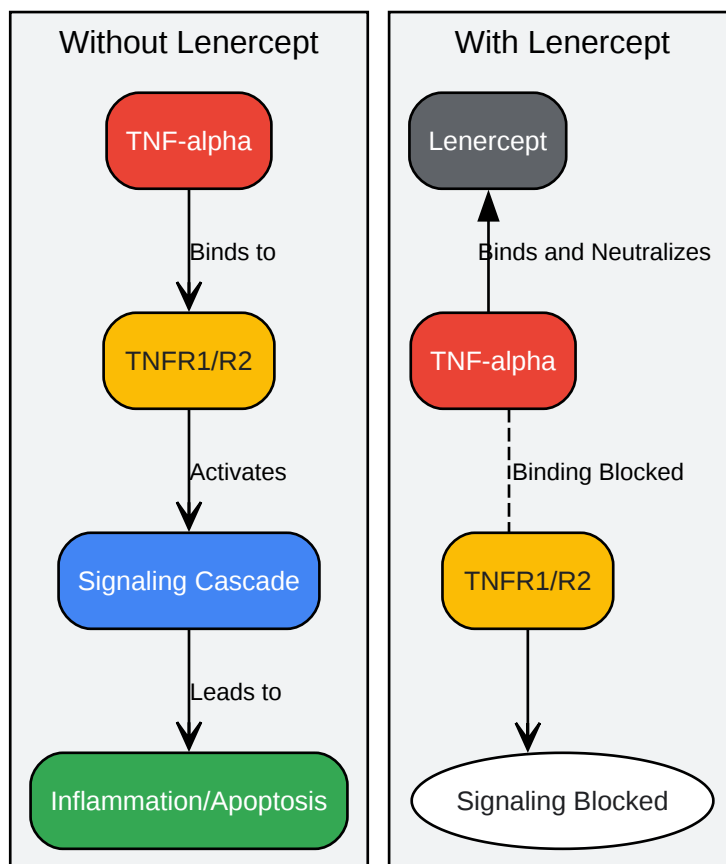 Without Lenercept
TNF-alpha
Binds to
TNFR1/R2
Activates
Signaling Cascade
Leads to
Inflammation/Apoptosis
With Lenercept
Lenercept
Binds and Neutralizes
TNF-alpha
Binding Blocked
TNFR1/R2
Signaling Blocked